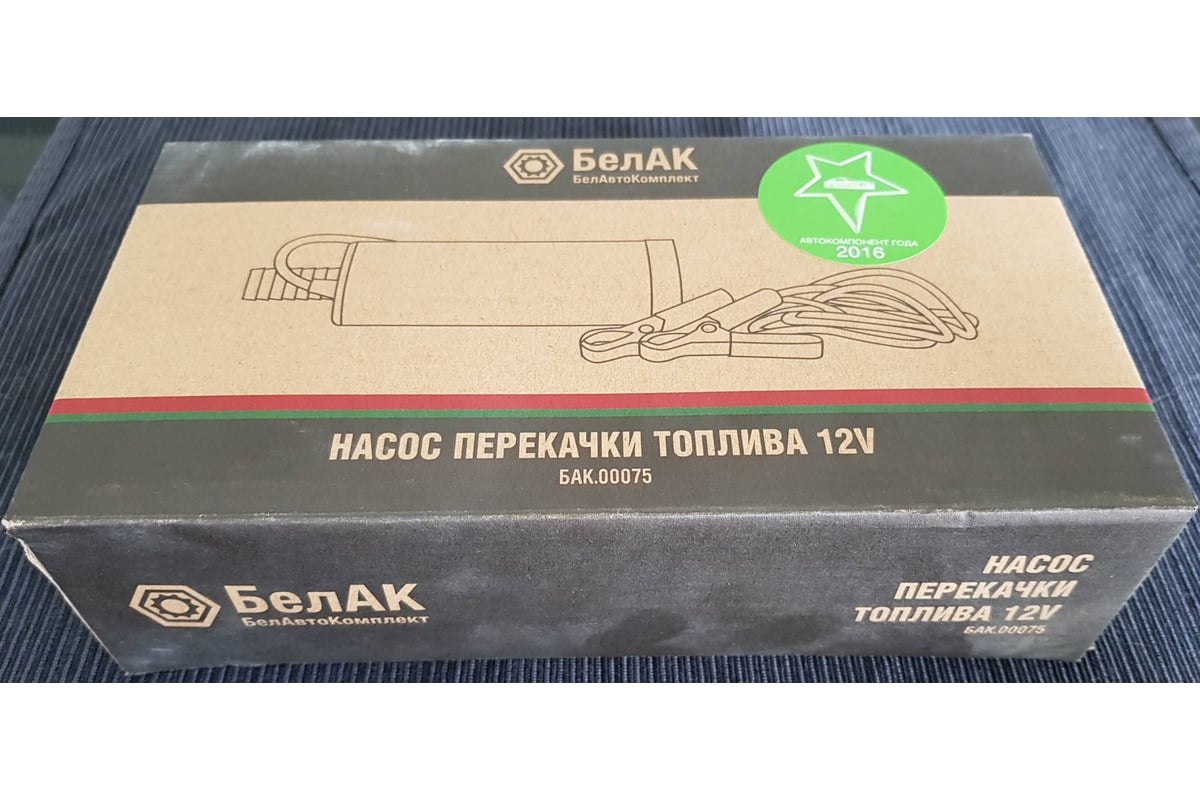 БелАК
БелАвтоКомплект
АВТОКОМПОНЕНТ ГОДА
2016
НАСОС ПЕРЕКАЧКИ ТОПЛИВА 12V
БАК.00075
БелАК
БелАвтоКомплект
НАСОС
ПЕРЕКАЧКИ
ТОПЛИВА 12V
БАК.00075